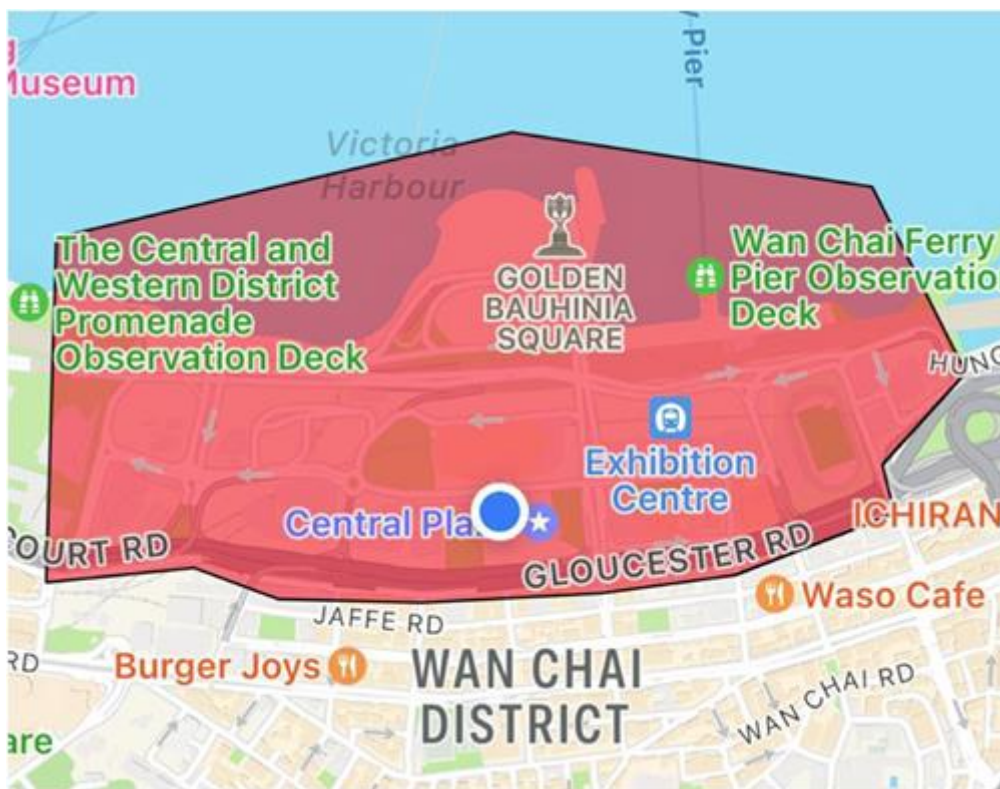 Museum
Pier
Victoria
Harbour
The Central and
Western District
Promenade
Observation Deck
GOLDEN
BAUHINIA
SQUARE
Wan Chai Ferry
Pier Observatio
Deck
HUNG
Exhibition
Centre
Central Pla
ICHIRAN
COURT RD
GLOUCESTER RD
JAFFE RD
Waso Cafe
RD
Burger Joys
WAN CHAI
DISTRICT
WAN CHAI RD
are